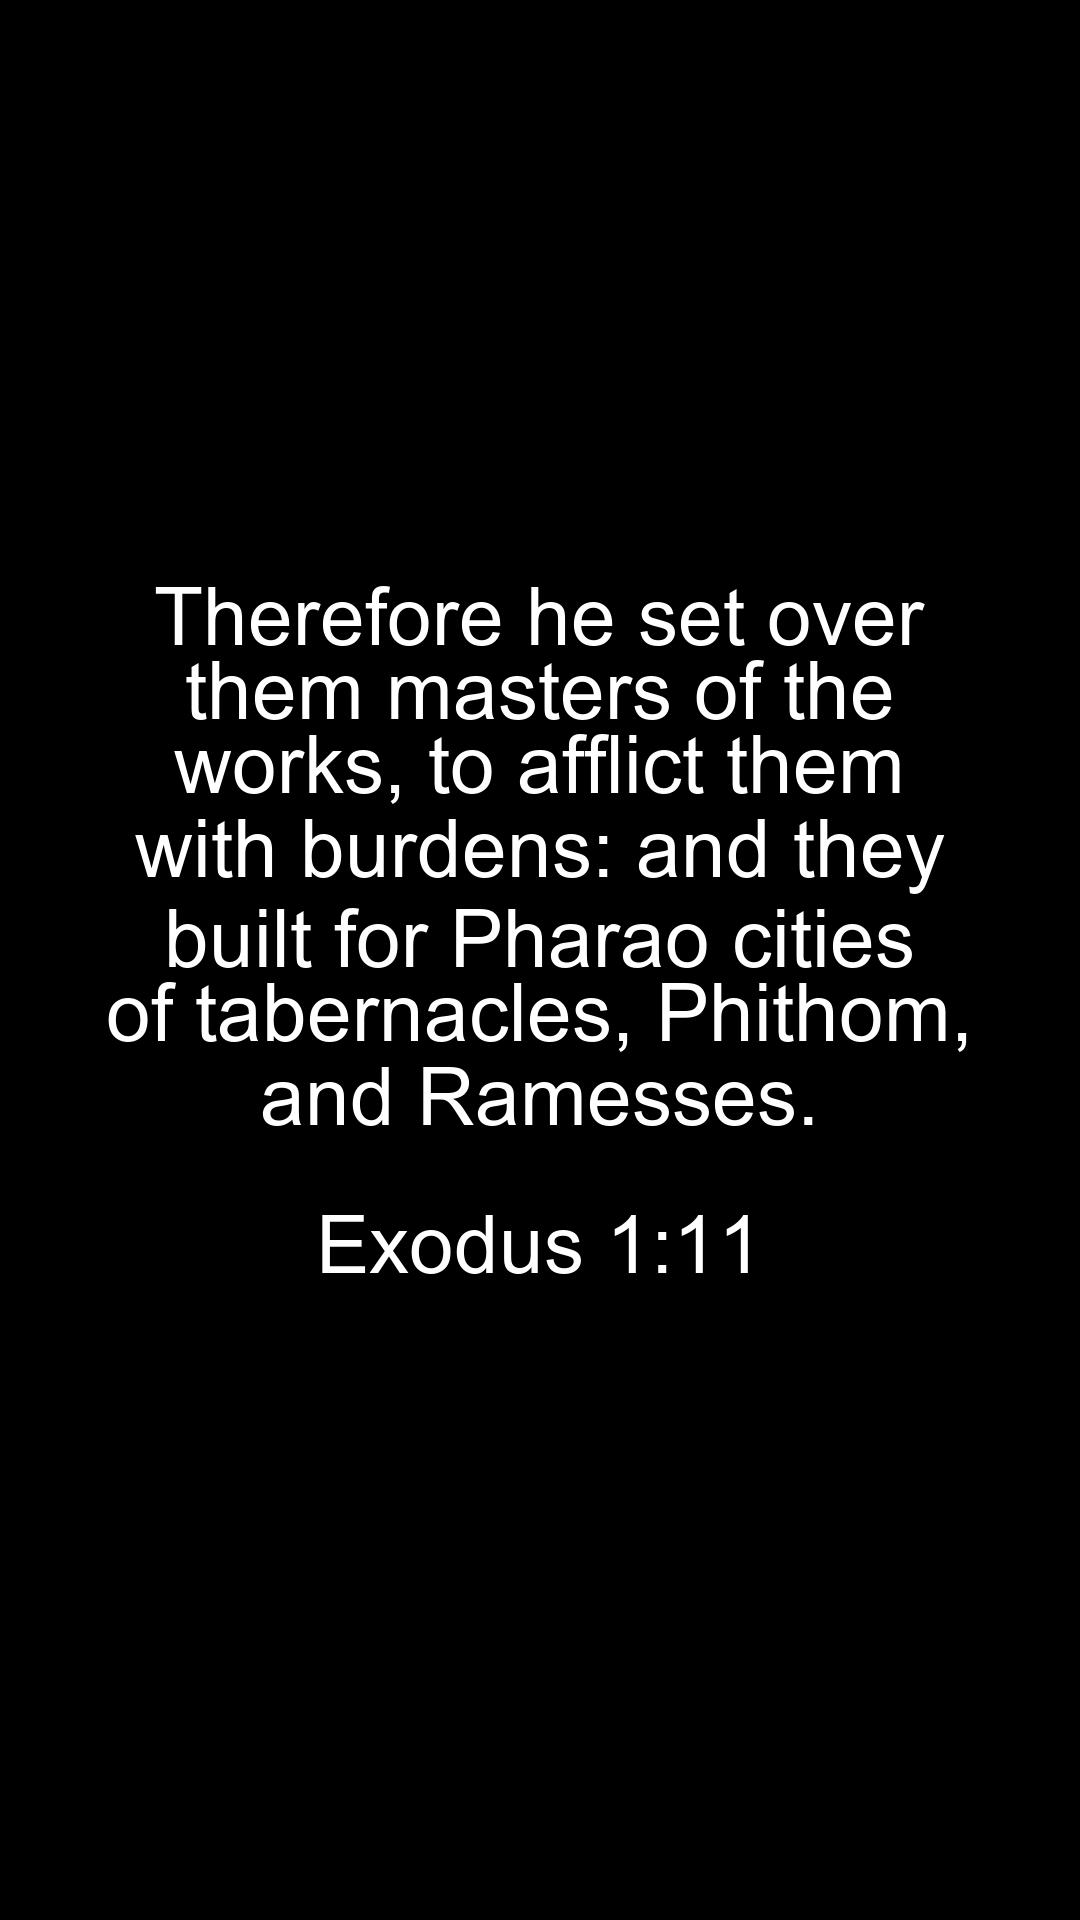 Therefore he set over
them masters of the
works, to afflict them
with burdens: and they
built for Pharao cities
of tabernacles, Phithom,
and Ramesses.
Exodus 1:11